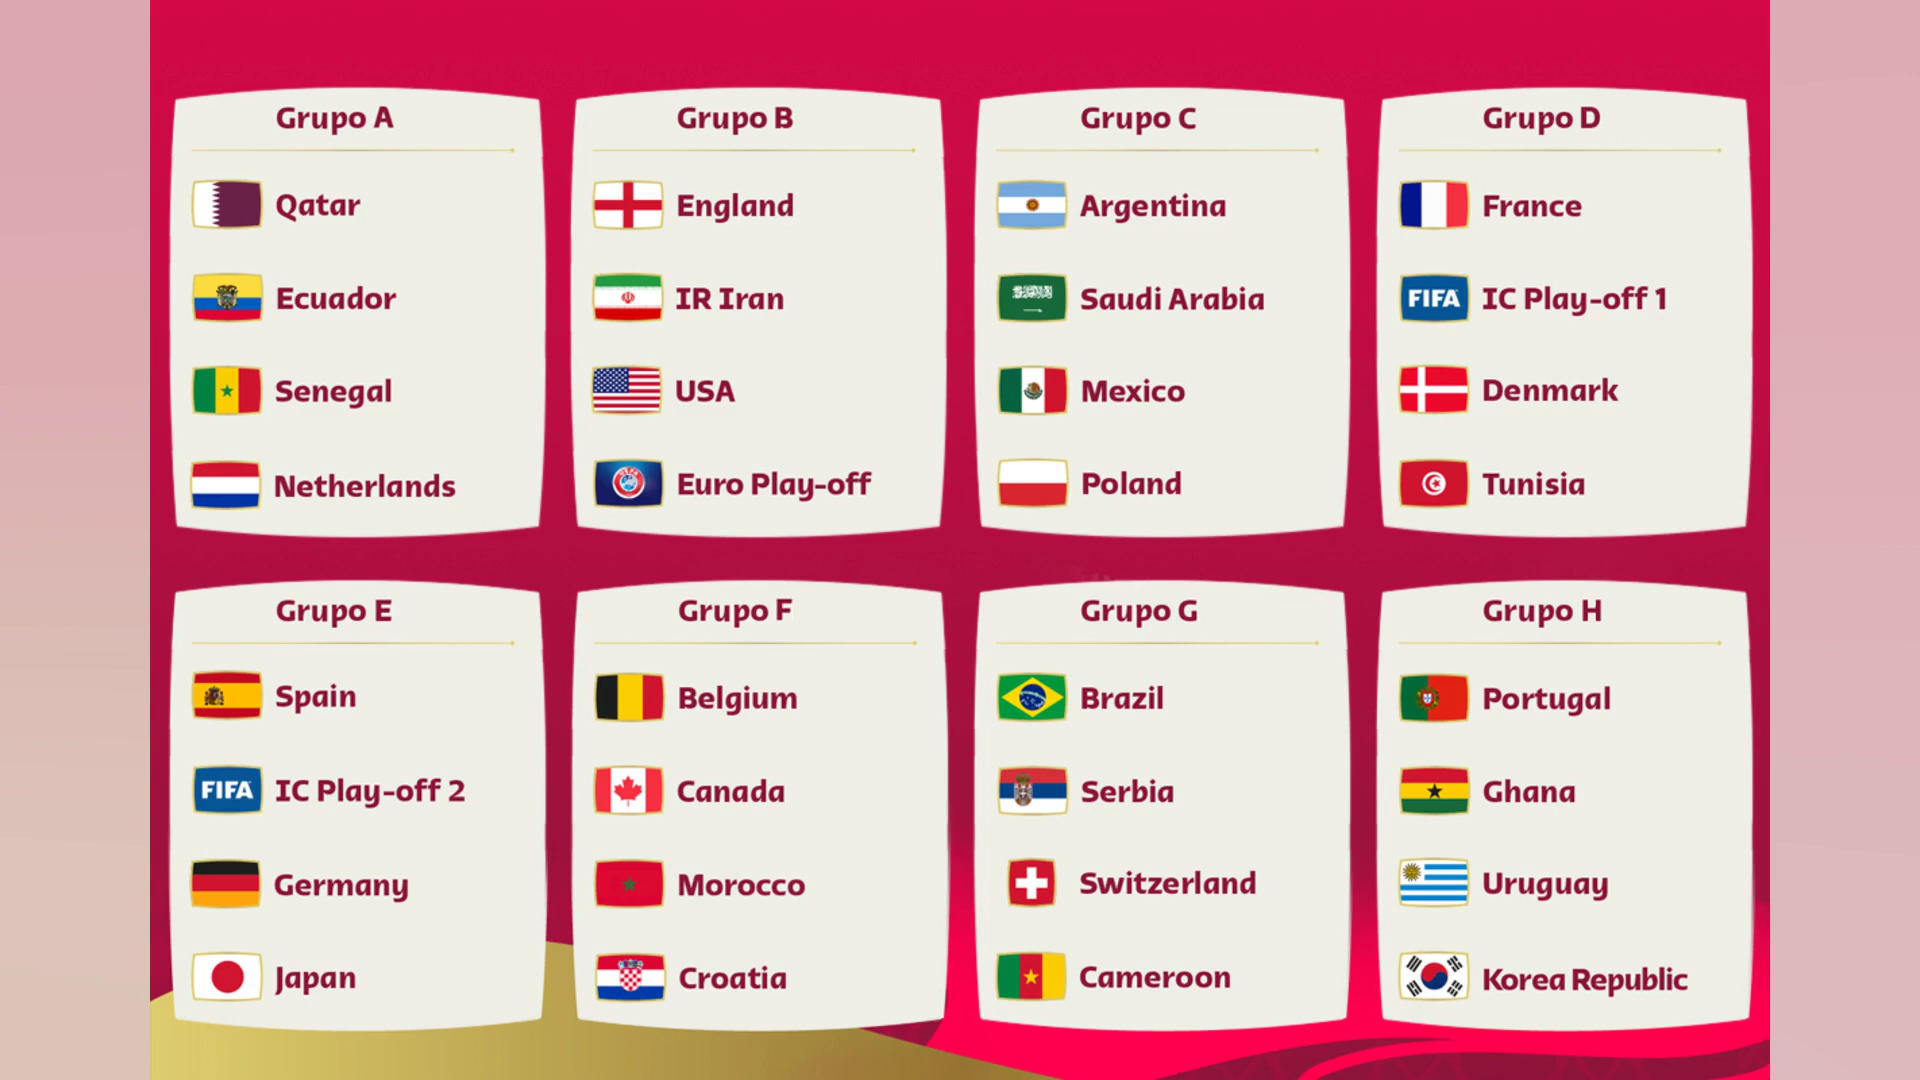 Grupo A
Qatar
Ecuador
Senegal
Netherlands
Grupo B
England
IR Iran
USA
Euro Play-off
Grupo C
Argentina
Saudi Arabia
Mexico
Poland
Grupo D
France
FIFA IC Play-off 1
Denmark
Tunisia
Grupo E
Spain
FIFA IC Play-off 2
Germany
Japan
Grupo F
Belgium
Canada
Morocco
Croatia
Grupo G
Brazil
Serbia
Switzerland
Cameroon
Grupo H
Portugal
Ghana
Uruguay
Korea Republic